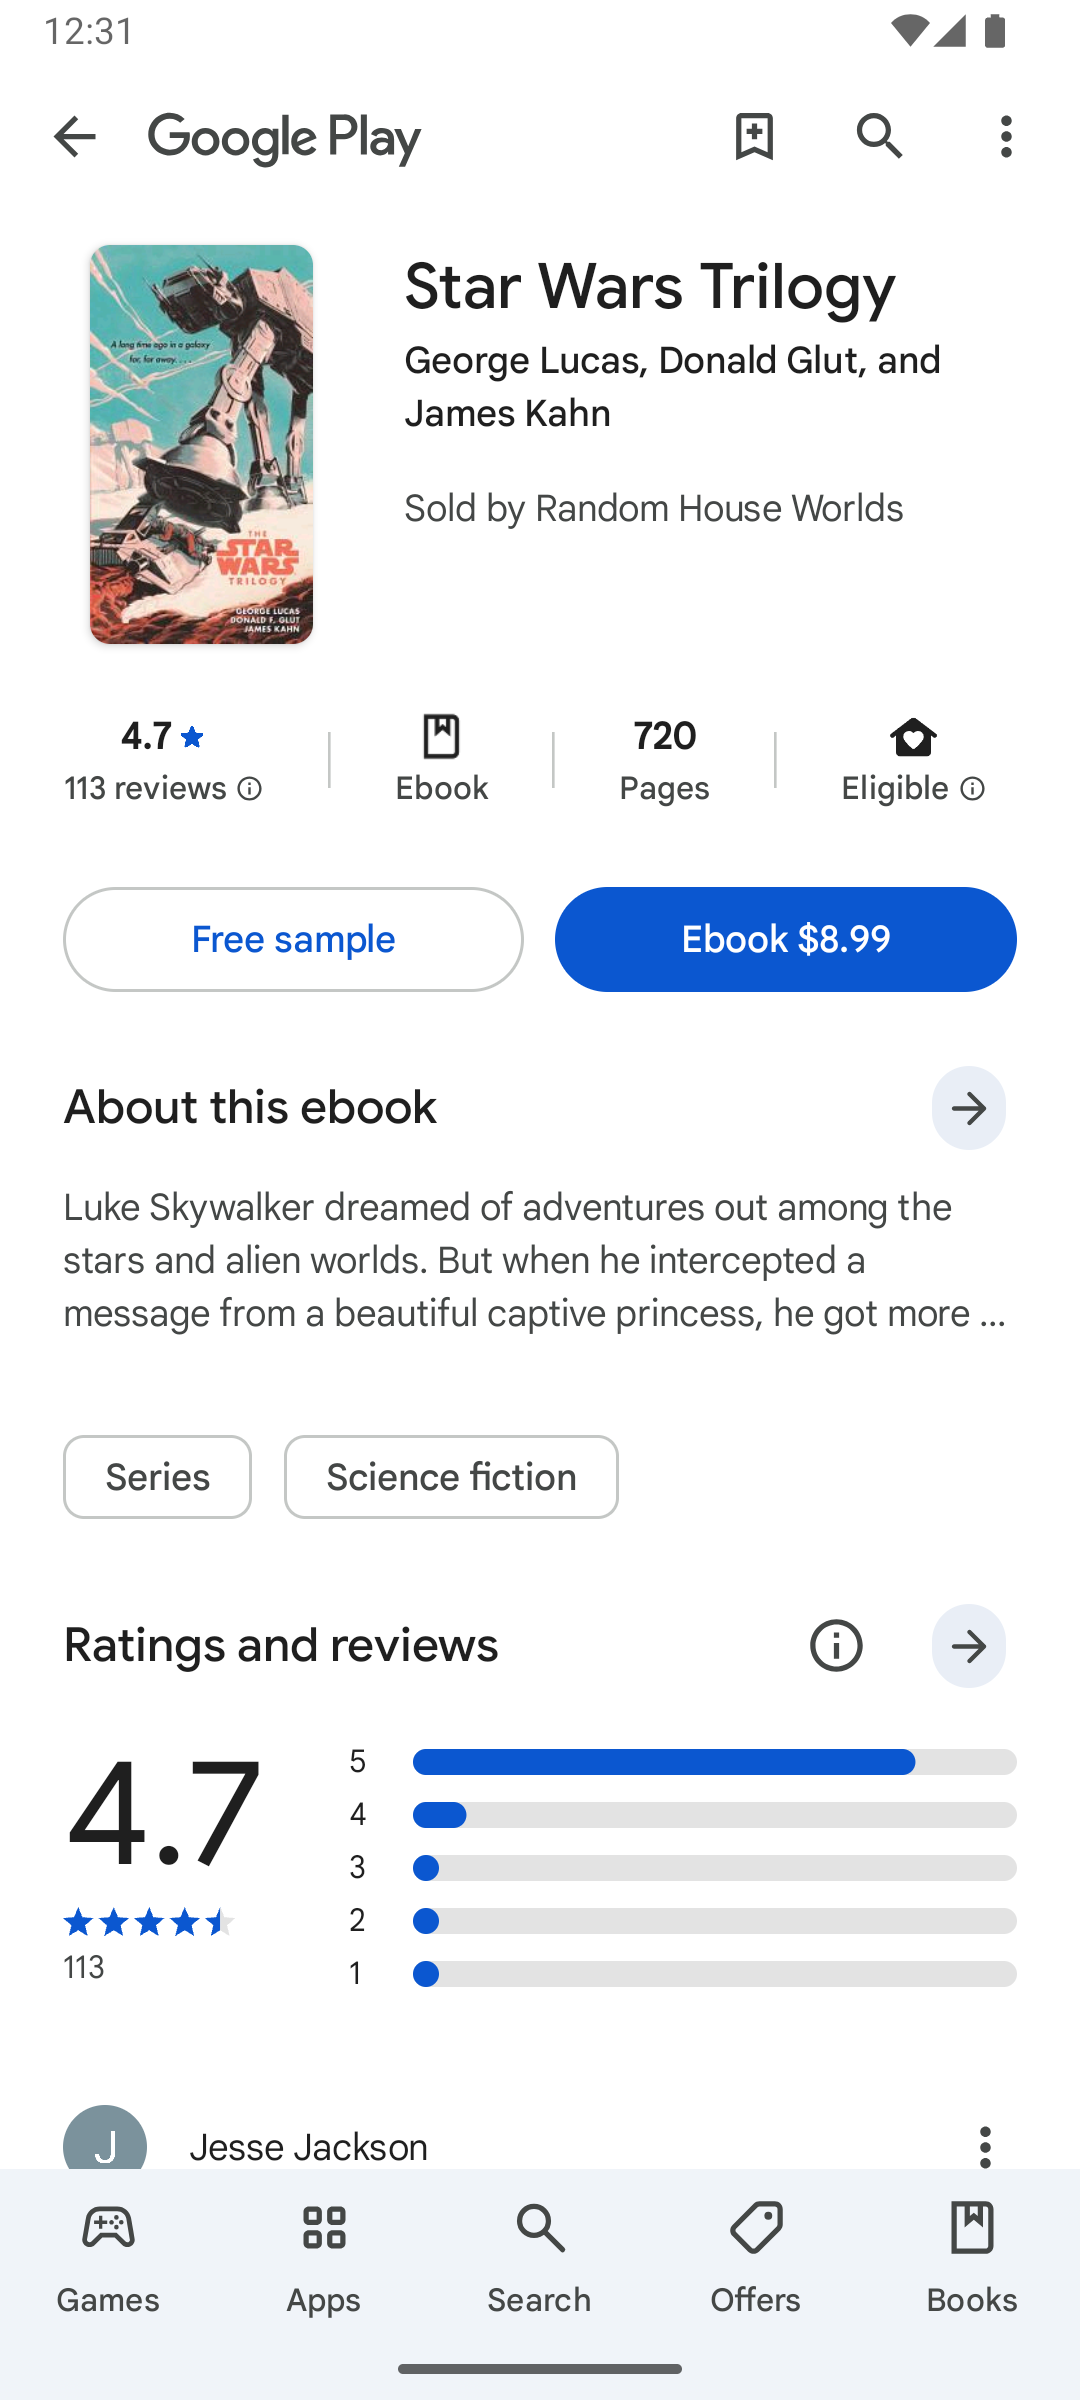 12:31
Google Play
A long time ago in a galaxy
far, far away. . . .
THE
STAR
WARS
TRILOGY
GEORGE LUCAS
DONALD F. GLUT
JAMES KAHN
Star Wars Trilogy
George Lucas, Donald Glut, and
James Kahn
Sold by Random House Worlds
4.7
113 reviews
Ebook
720
Pages
Eligible
Free sample
Ebook $8.99
About this ebook
Luke Skywalker dreamed of adventures out among the
stars and alien worlds. But when he intercepted a
message from a beautiful captive princess, he got more ...
Series
Science fiction
Ratings and reviews
4.7
113
5
4
3
2
1
J
Jesse Jackson
Games
Apps
Search
Offers
Books